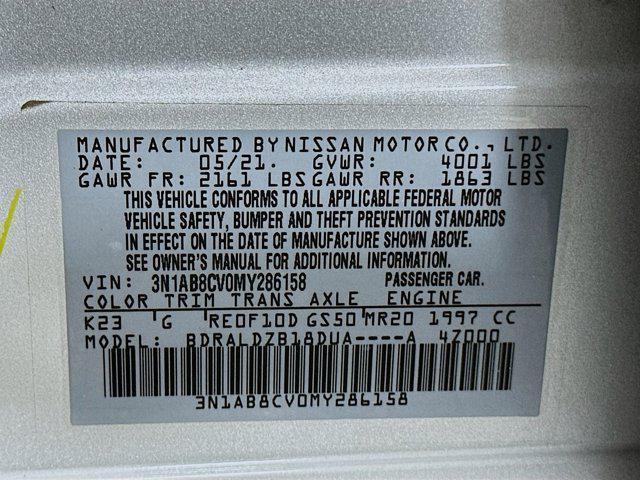 MANUFACTURED BY NISSAN MOTOR CO., LTD.
DATE: 05/21. GVWR: 4001 LBS
GAWR FR: 2161 LBS GAWR RR: 1863 LBS
THIS VEHICLE CONFORMS TO ALL APPLICABLE FEDERAL MOTOR
VEHICLE SAFETY, BUMPER AND THEFT PREVENTION STANDARDS
IN EFFECT ON THE DATE OF MANUFACTURE SHOWN ABOVE.
SEE OWNER'S MANUAL FOR ADDITIONAL INFORMATION.
VIN: 3N1AB8CV0MY286158 PASSENGER CAR.
COLOR TRIM TRANS AXLE ENGINE
K23 G RE0F10D GS50 MR20 1997 CC
MODEL: BDRALDZB18DUA----A 4Z000
3N1AB8CV0MY286158